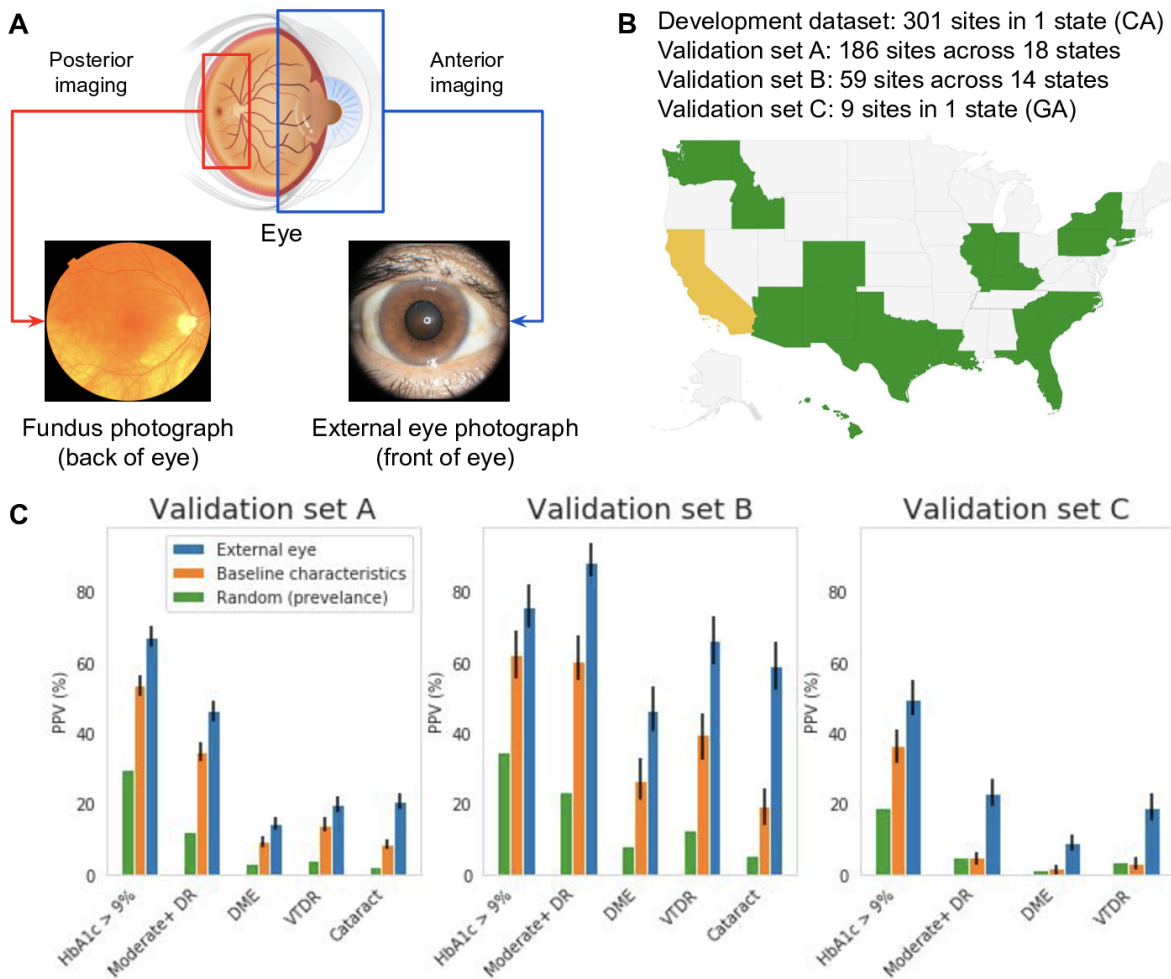 A
Posterior
imaging
Anterior
imaging
Eye
Fundus photograph
(back of eye)
External eye photograph
(front of eye)
B
Development dataset: 301 sites in 1 state (CA)
Validation set A: 186 sites across 18 states
Validation set B: 59 sites across 14 states
Validation set C: 9 sites in 1 state (GA)
C
Validation set A
External eye
Baseline characteristics
Random (prevelance)
PPV (%)
80
60
40
20
0
HbA1c > 9%
Moderate+ DR
DME
VTDR
Cataract
Validation set B
PPV (%)
80
60
40
20
0
HbA1c > 9%
Moderate+ DR
DME
VTDR
Cataract
Validation set C
PPV (%)
80
60
40
20
0
HbA1c > 9%
Moderate+ DR
DME
VTDR